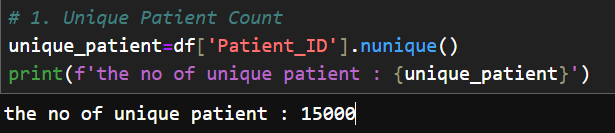 # 1. Unique Patient Count
unique_patient=df['Patient_ID'].nunique()
print(f'the no of unique patient : {unique_patient}')
the no of unique patient : 15000